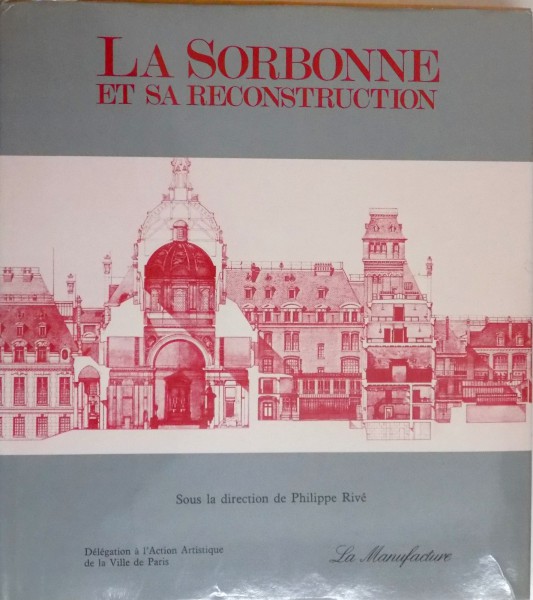 LA SORBONNE
ET SA RECONSTRUCTION
Sous la direction de Philippe Rivé
Délégation à l'Action Artistique
de la Ville de Paris
La Manufacture